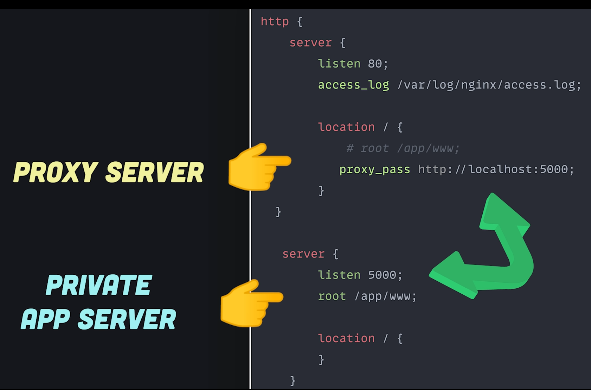 http {
server {
listen 80;
access_log /var/log/nginx/access.log;
location / {
# root /app/www;
PROXY SERVER
proxy_pass http://localhost:5000;
}
}
server {
listen 5000;
PRIVATE
APP SERVER
root /app/www;
location / {
}
}